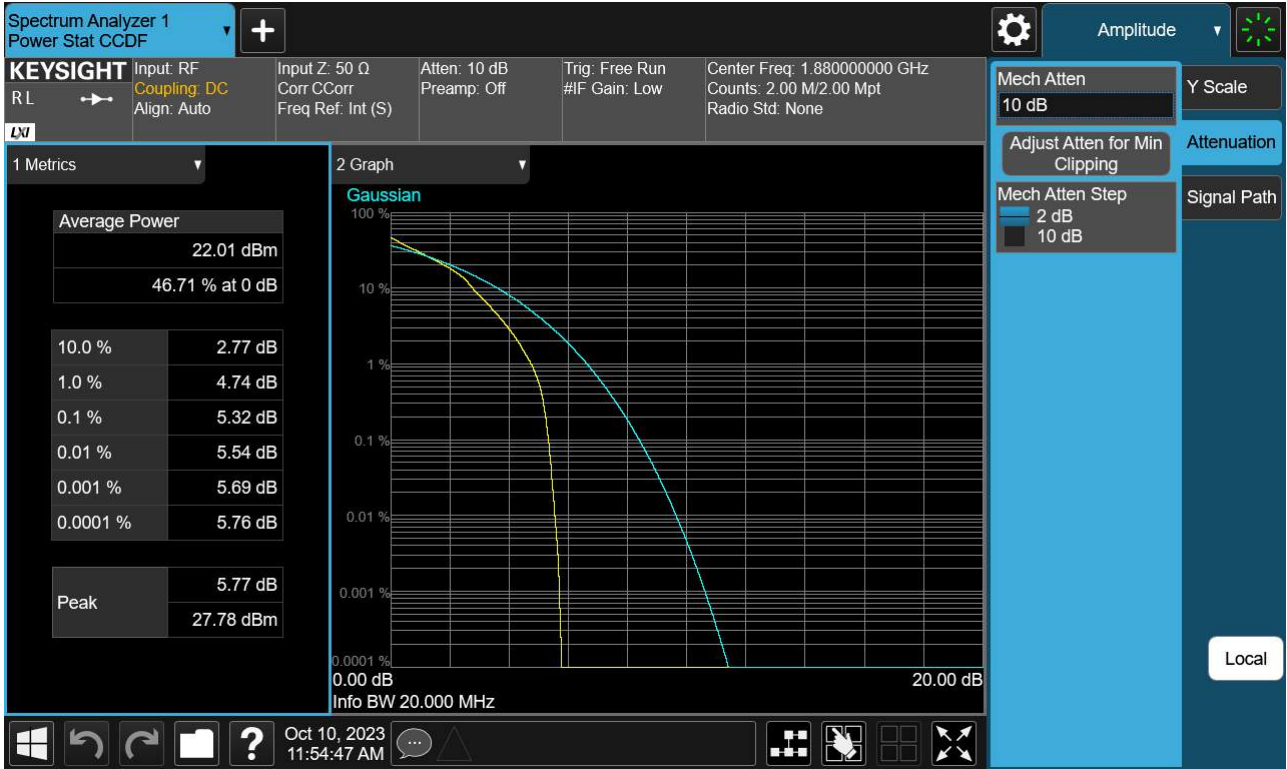 Spectrum Analyzer 1
Power Stat CCDF
+
Amplitude
KEYSIGHT
RL
LXI
Input: RF
Coupling: DC
Align: Auto
Input Z: 50 Ω
Corr CCorr
Freq Ref: Int (S)
Atten: 10 dB
Preamp: Off
Trig: Free Run
#IF Gain: Low
Center Freq: 1.880000000 GHz
Counts: 2.00 M/2.00 Mpt
Radio Std: None
1 Metrics
Average Power
22.01 dBm
46.71 % at 0 dB
10.0 % 2.77 dB
1.0 % 4.74 dB
0.1 % 5.32 dB
0.01 % 5.54 dB
0.001 % 5.69 dB
0.0001 % 5.76 dB
Peak
5.77 dB
27.78 dBm
2 Graph
Gaussian
100 %
10 %
1 %
0.1 %
0.01 %
0.001 %
0.0001 %
0.00 dB 20.00 dB
Info BW 20.000 MHz
Mech Atten
10 dB
Adjust Atten for Min
Clipping
Mech Atten Step
2 dB
10 dB
Y Scale
Attenuation
Signal Path
Local
?
Oct 10, 2023
11:54:47 AM